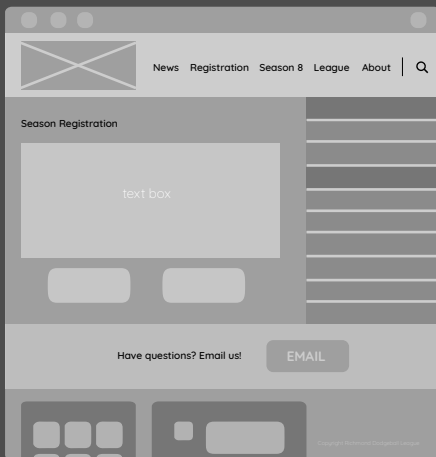 News Registration Season 8 League About
Season Registration
text box
Have questions? Email us!
EMAIL